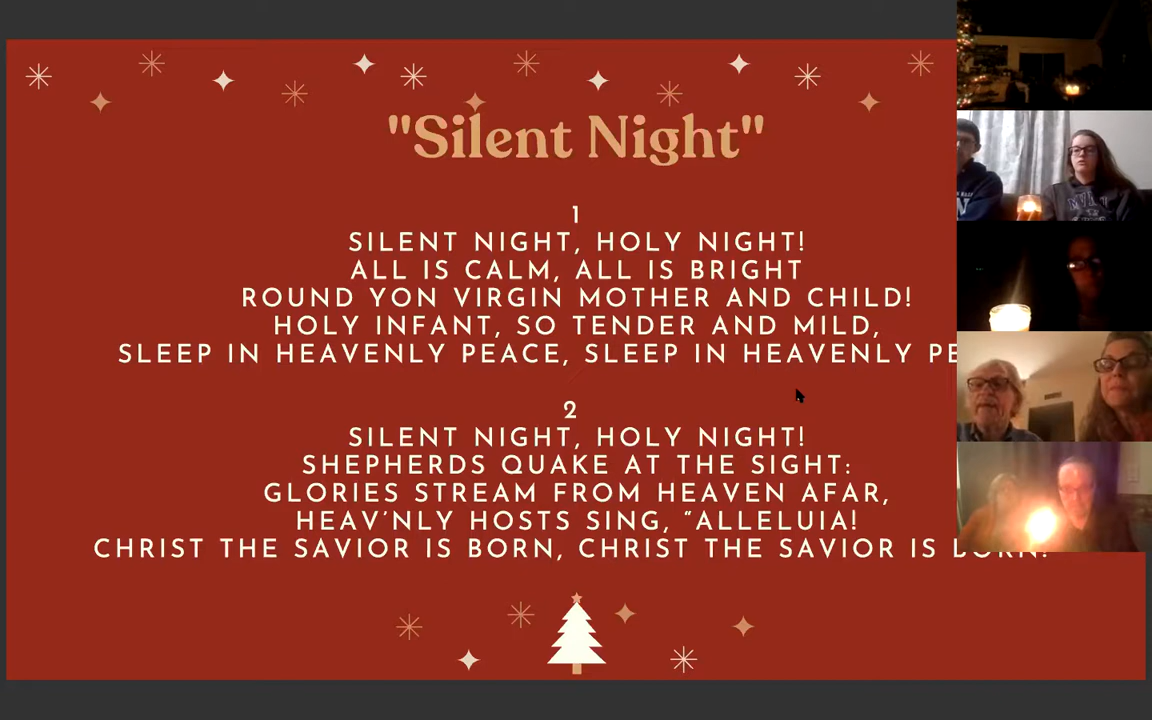 "Silent Night"
1
SILENT NIGHT, HOLY NIGHT!
ALL IS CALM, ALL IS BRIGHT
ROUND YON VIRGIN MOTHER AND CHILD!
HOLY INFANT, SO TENDER AND MILD,
SLEEP IN HEAVENLY PEACE, SLEEP IN HEAVENLY PE
2
SILENT NIGHT, HOLY NIGHT!
SHEPHERDS QUAKE AT THE SIGHT:
GLORIES STREAM FROM HEAVEN AFAR,
HEAV’NLY HOSTS SING, “ALLELUIA!
CHRIST THE SAVIOR IS BORN, CHRIST THE SAVIOR IS BORN!